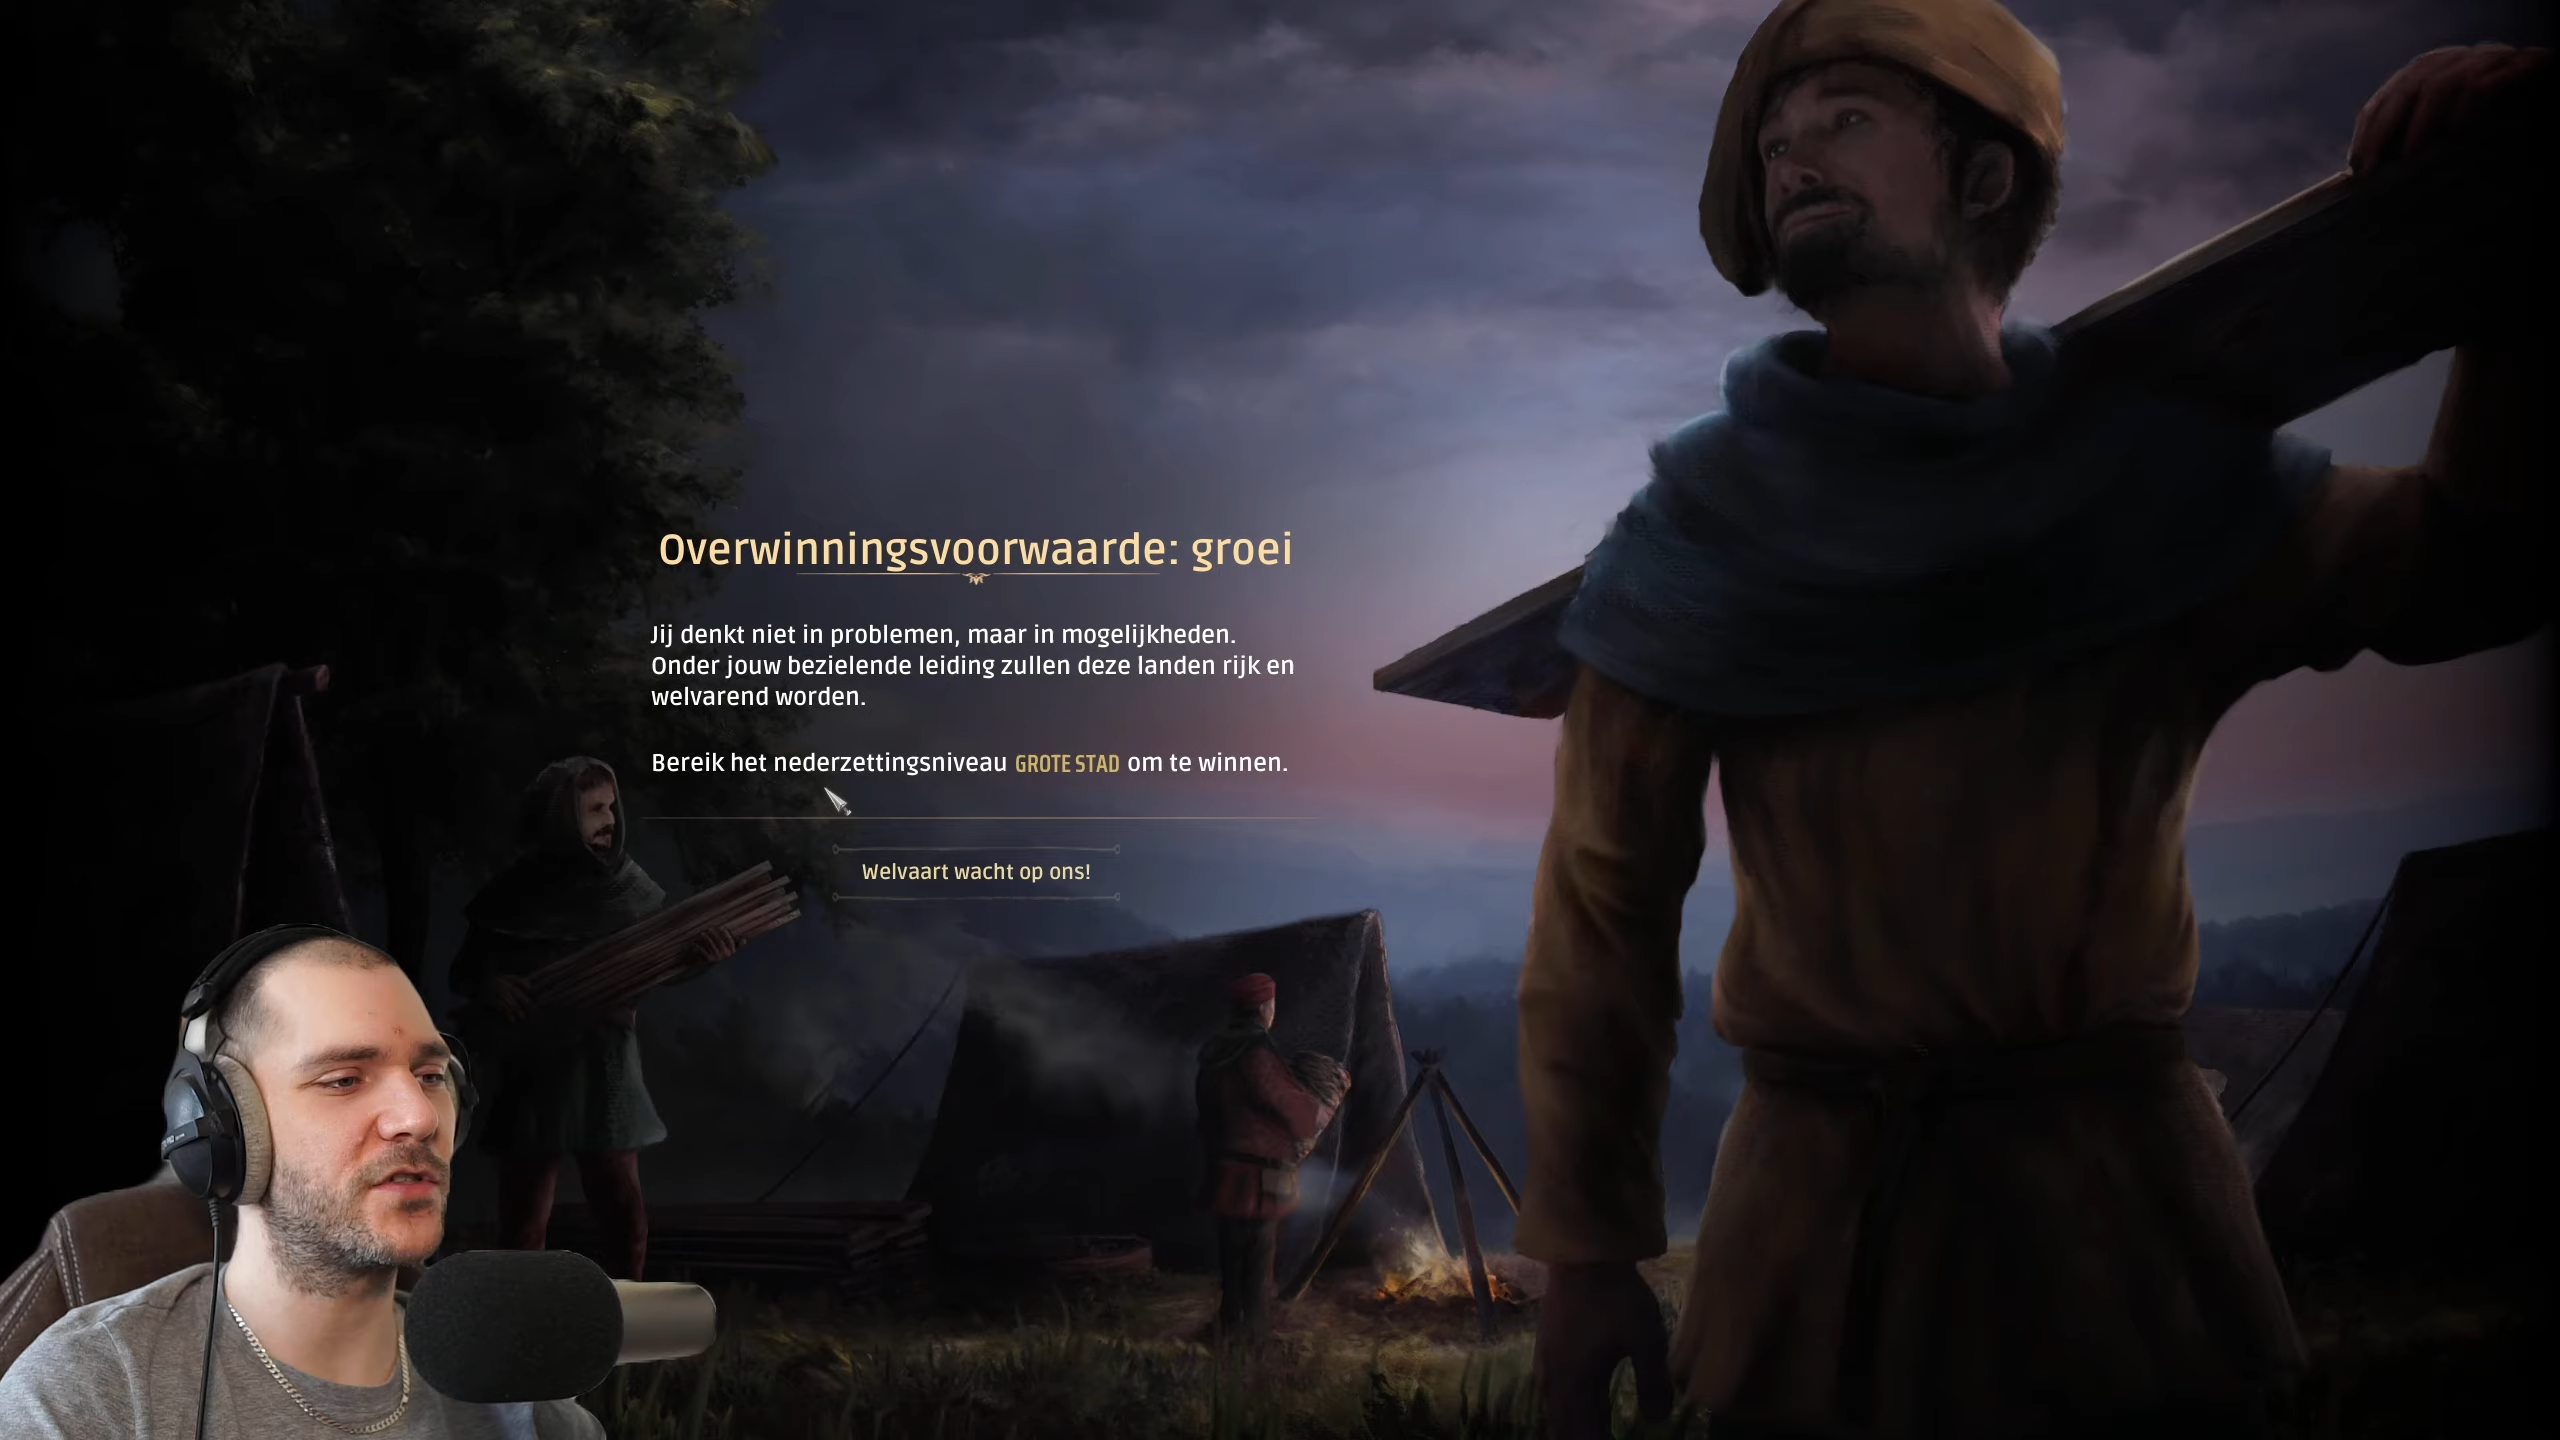 Overwinningsvoorwaarde: groei
Jij denkt niet in problemen, maar in mogelijkheden.
Onder jouw bezielende leiding zullen deze landen rijk en
welvarend worden.
Bereik het nederzettingsniveau GROTE STAD om te winnen.
Welvaart wacht op ons!